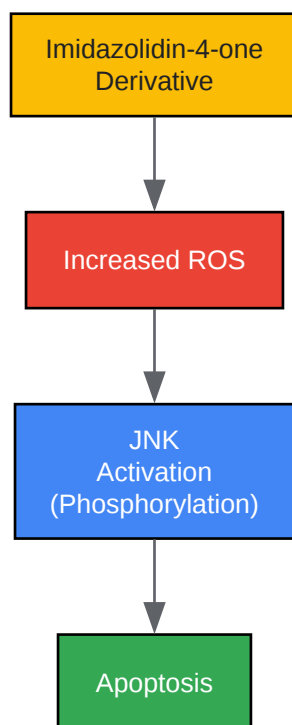 Imidazolidin-4-one
Derivative
Increased ROS
JNK
Activation
(Phosphorylation)
Apoptosis